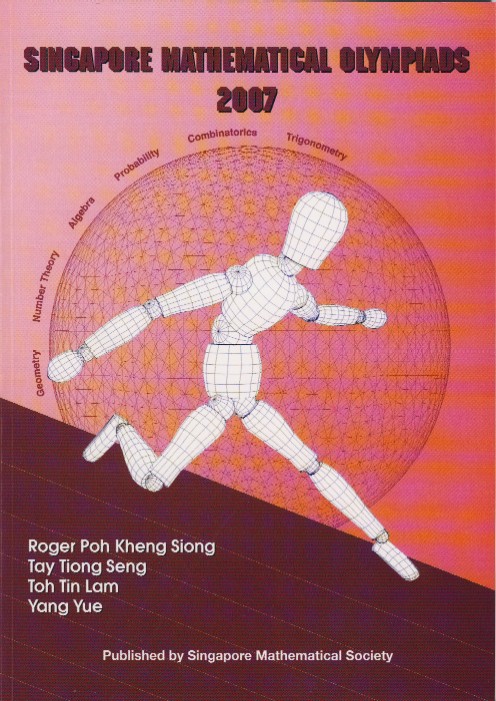 SINGAPORE MATHEMATICAL OLYMPIADS
2007
Geometry
Number Theory
Algebra
Probability
Combinatorics
Trigonometry
Roger Poh Kheng Siong
Tay Tiong Seng
Toh Tin Lam
Yang Yue
Published by Singapore Mathematical Society